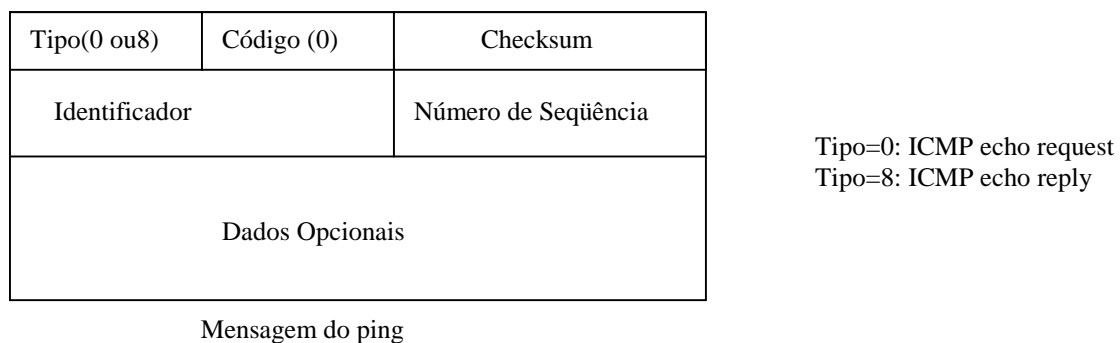 Tipo(0 ou8) Código (0) Checksum
Identificador Número de Seqüência
Tipo=0: ICMP echo request
Tipo=8: ICMP echo reply
Dados Opcionais
Mensagem do ping